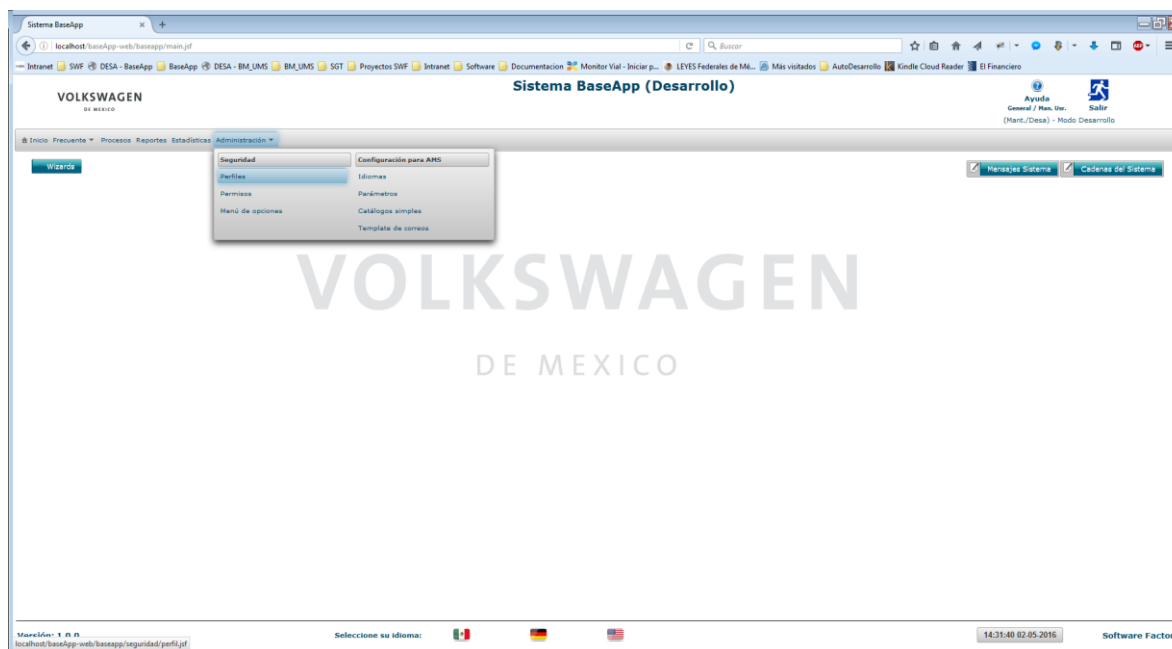 Sistema BaseApp
localhost/baseApp-web/baseapp/main.jsf
Buscar
Intranet SWF DESA - BaseApp BaseApp DESA - BM_UMS BM_UMS SGT Proyectos SWF Intranet Software Documentacion Monitor Vial - Iniciar p... LEYES Federales de Mé... Más visitados AutoDesarrollo Kindle Cloud Reader El Financiero
VOLKSWAGEN
DE MEXICO
Sistema BaseApp (Desarrollo)
Ayuda
General / Man. Usr.
Salir
(Mant./Desa) - Modo Desarrollo
Inicio Frecuente Procesos Reportes Estadísticas Administración
Wizards
Mensajes Sistema
Cadenas del Sistema
Seguridad
Perfiles
Permisos
Menú de opciones
Configuración para AMS
Idiomas
Parámetros
Catálogos simples
Template de correos
VOLKSWAGEN
DE MEXICO
Versión: 1.0.0
Seleccione su idioma:
14:31:40 02-05-2016
Software Facto
localhost/baseApp-web/baseapp/seguridad/perfil.jsf